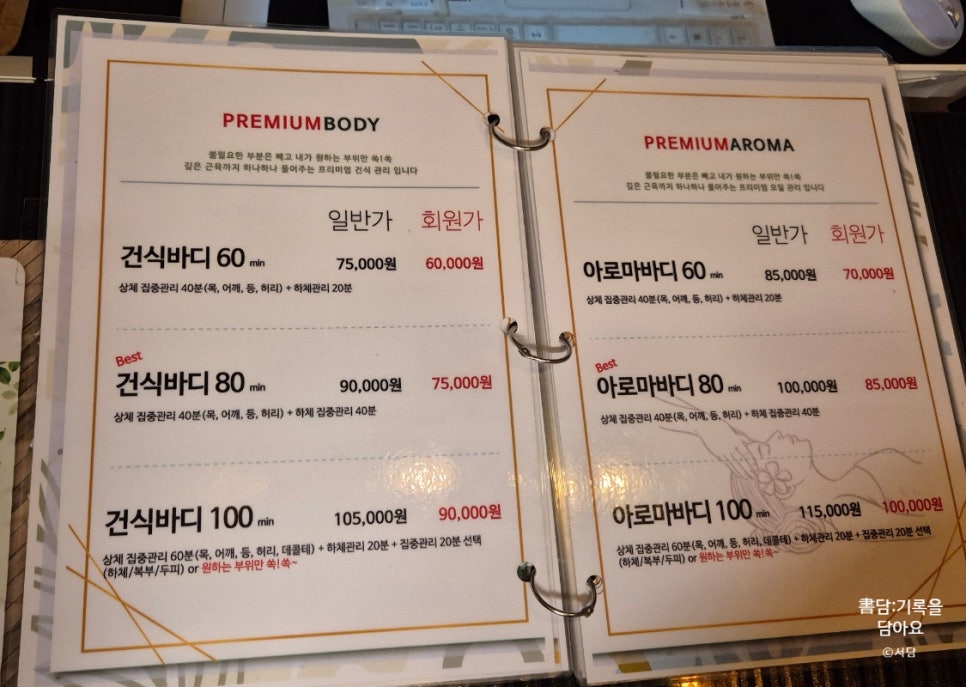 PREMIUMBODY
불필요한 부분은 빼고 내가 원하는 부위만 쏙!쏙
깊은 근육까지 하나하나 풀어주는 프리미엄 건식 관리 입니다
일반가 회원가
건식바디 60 min 75,000원 60,000원
상체 집중관리 40분(목, 어깨, 등, 허리) + 하체관리 20분
Best
건식바디 80 min 90,000원 75,000원
상체 집중관리 40분(목, 어깨, 등, 허리) + 하체 집중관리 40분
건식바디 100 min 105,000원 90,000원
상체 집중관리 60분(목, 어깨, 등, 허리, 데콜테) + 하체관리 20분 + 집중관리 20분 선택
(하체/복부/두피) or 원하는 부위만 쏙!쏙~
PREMIUMAROMA
불필요한 부분은 빼고 내가 원하는 부위만 쏙!쏙
깊은 근육까지 하나하나 풀어주는 프리미엄 오일 관리 입니다
일반가 회원가
아로마바디 60 min 85,000원 70,000원
상체 집중관리 40분(목, 어깨, 등, 허리) + 하체관리 20분
Best
아로마바디 80 min 100,000원 85,000원
상체 집중관리 40분(목, 어깨, 등, 허리) + 하체 집중관리 40분
아로마바디 100 min 115,000원 100,000원
상체 집중관리 60분(목, 어깨, 등, 허리, 데콜테) + 하체관리 20분 + 집중관리 20분 선택
(하체/복부/두피) or 원하는 부위만 쏙!쏙~
書담:기록을
담아요
©서담